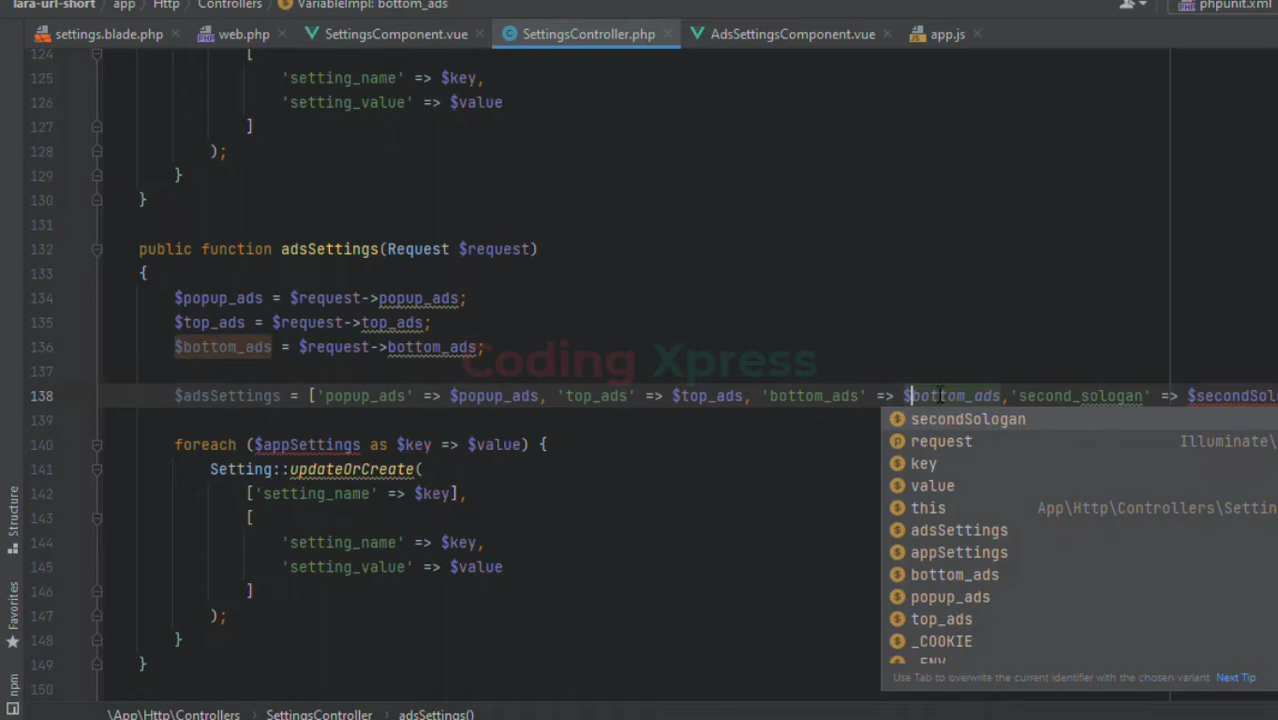 lara-url-short app Http Controllers VariableImpl: bottom_ads phpunit.xml
settings.blade.php web.php SettingsComponent.vue SettingsController.php AdsSettingsComponent.vue app.js
124 [
125 'setting_name' => $key,
126 'setting_value' => $value
127 ]
128 );
129 }
130 }
131
132 public function adsSettings(Request $request)
133 {
134 $popup_ads = $request->popup_ads;
135 $top_ads = $request->top_ads;
136 $bottom_ads = $request->bottom_ads;
Coding Xpress
137
138 $adsSettings = ['popup_ads' => $popup_ads, 'top_ads' => $top_ads, 'bottom_ads' => $bottom_ads,'second_sologan' => $secondSol
secondSologan
140 foreach ($appSettings as $key => $value) {
request Illuminate\
141 Setting::updateOrCreate(
key
142 ['setting_name' => $key],
value
143 [
this App\Http\Controllers\Settin
adsSettings
144 'setting_name' => $key,
appSettings
145 'setting_value' => $value
bottom_ads
146 ]
popup_ads
147 );
top_ads
148 }
_COOKIE
149 }
_ENV
Use Tab to overwrite the current identifier with the chosen variant Next Tip
150
Structure
Favorites
npm
\App\Http\Controllers SettingsController adsSettings()